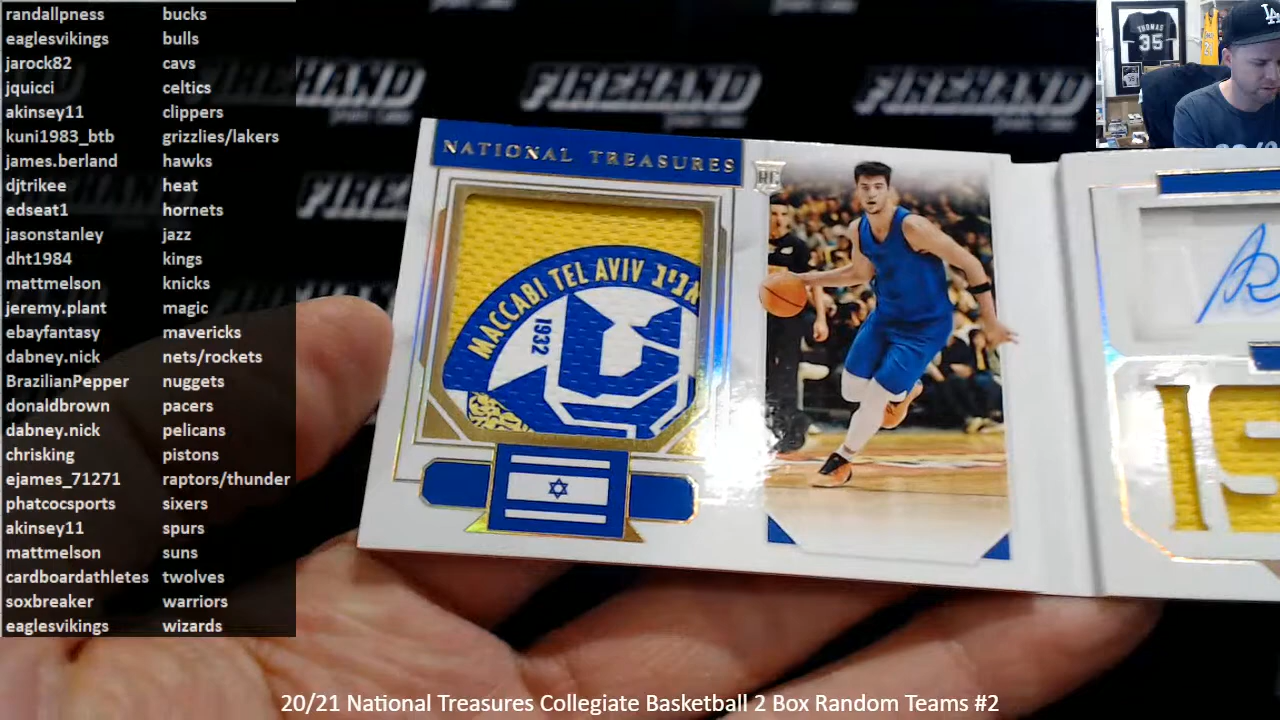 randallpness bucks
eaglesvikings bulls
jarock82 cavs
jquicci celtics
akinsey11 clippers
kuni1983_btb grizzlies/lakers
james.berland hawks
djtrikee heat
edseat1 hornets
jasonstanley jazz
dht1984 kings
mattmelson knicks
jeremy.plant magic
ebayfantasy mavericks
dabney.nick nets/rockets
BrazilianPepper nuggets
donaldbrown pacers
dabney.nick pelicans
chrisking pistons
ejames_71271 raptors/thunder
phatcocsports sixers
akinsey11 spurs
mattmelson suns
cardboardathletes twolves
soxbreaker warriors
eaglesvikings wizards
FIREHAND
FIREHAND
FIREHAND
THOMAS
35
LA
NATIONAL TREASURES
RC
MACCABI TEL AVIV
1932
20/21 National Treasures Collegiate Basketball 2 Box Random Teams #2